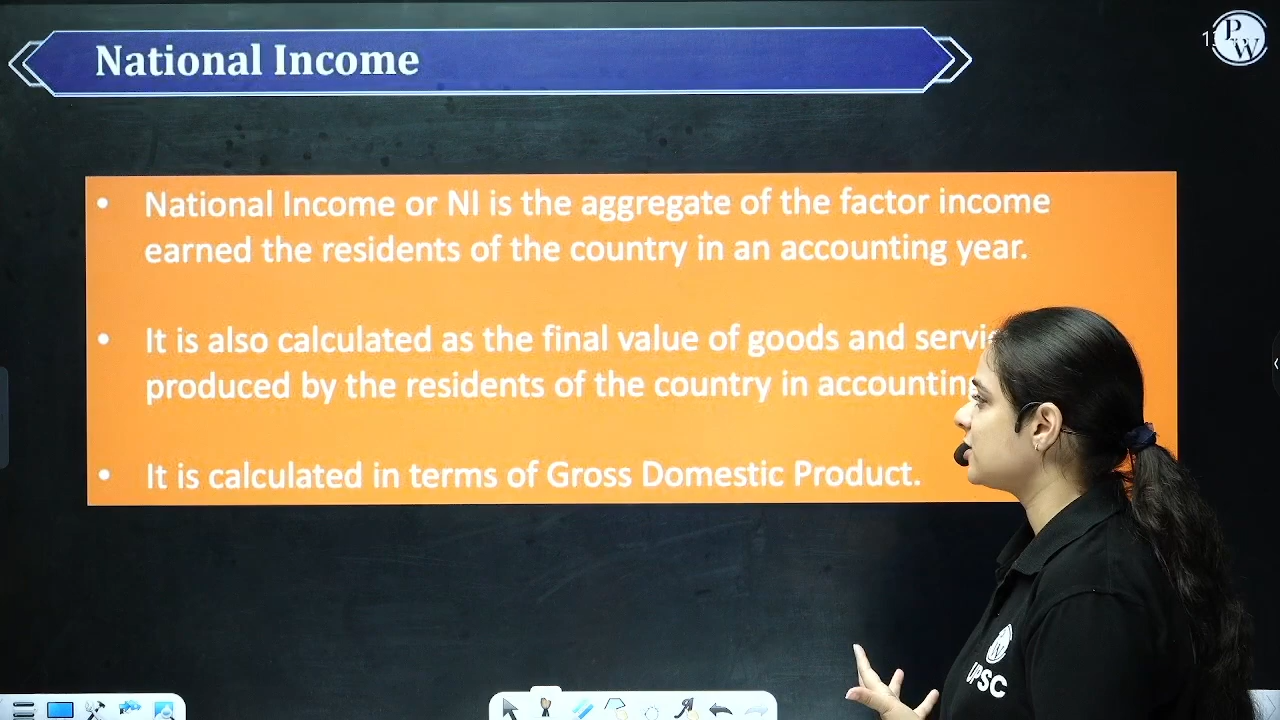 National Income
PW
• National Income or NI is the aggregate of the factor income
earned the residents of the country in an accounting year.
• It is also calculated as the final value of goods and
produced by the residents of the country in
• It is calculated in terms of Gross Domestic Product.
UPSC